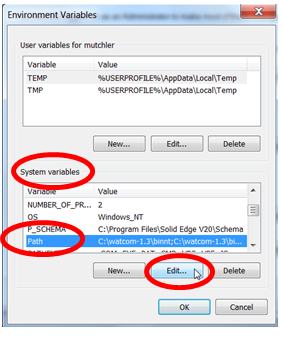 Environment Variables
User variables for mutchler
Variable Value
TEMP %USERPROFILE%\AppData\Local\Temp
TMP %USERPROFILE%\AppData\Local\Temp
New... Edit... Delete
System variables
Variable Value
NUMBER_OF_PR... 2
OS Windows_NT
P_SCHEMA C:\Program Files\Solid Edge V20\Schema
Path C:\watcom-1.3\binnt;C:\watcom-1.3\bi...
New... Edit... Delete
OK Cancel